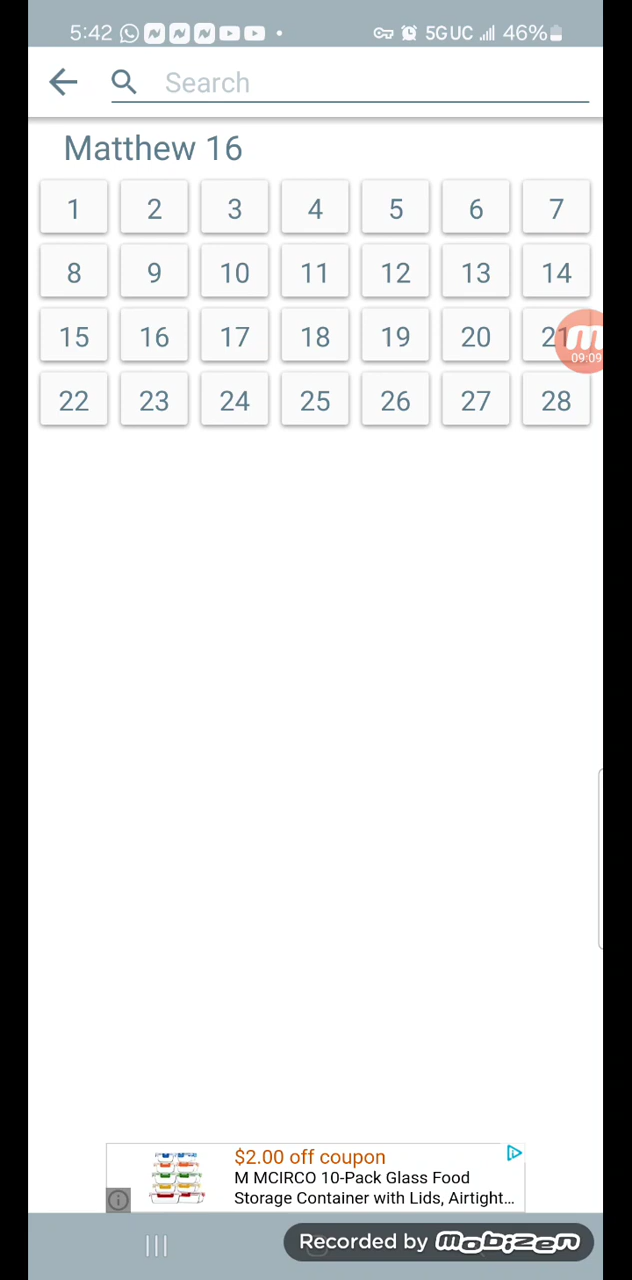 5:42 5GUC 46%
Search
Matthew 16
1 2 3 4 5 6 7
8 9 10 11 12 13 14
15 16 17 18 19 20 21
09:09
22 23 24 25 26 27 28
$2.00 off coupon
M MCIRCO 10-Pack Glass Food
Storage Container with Lids, Airtight...
Recorded by mobizen